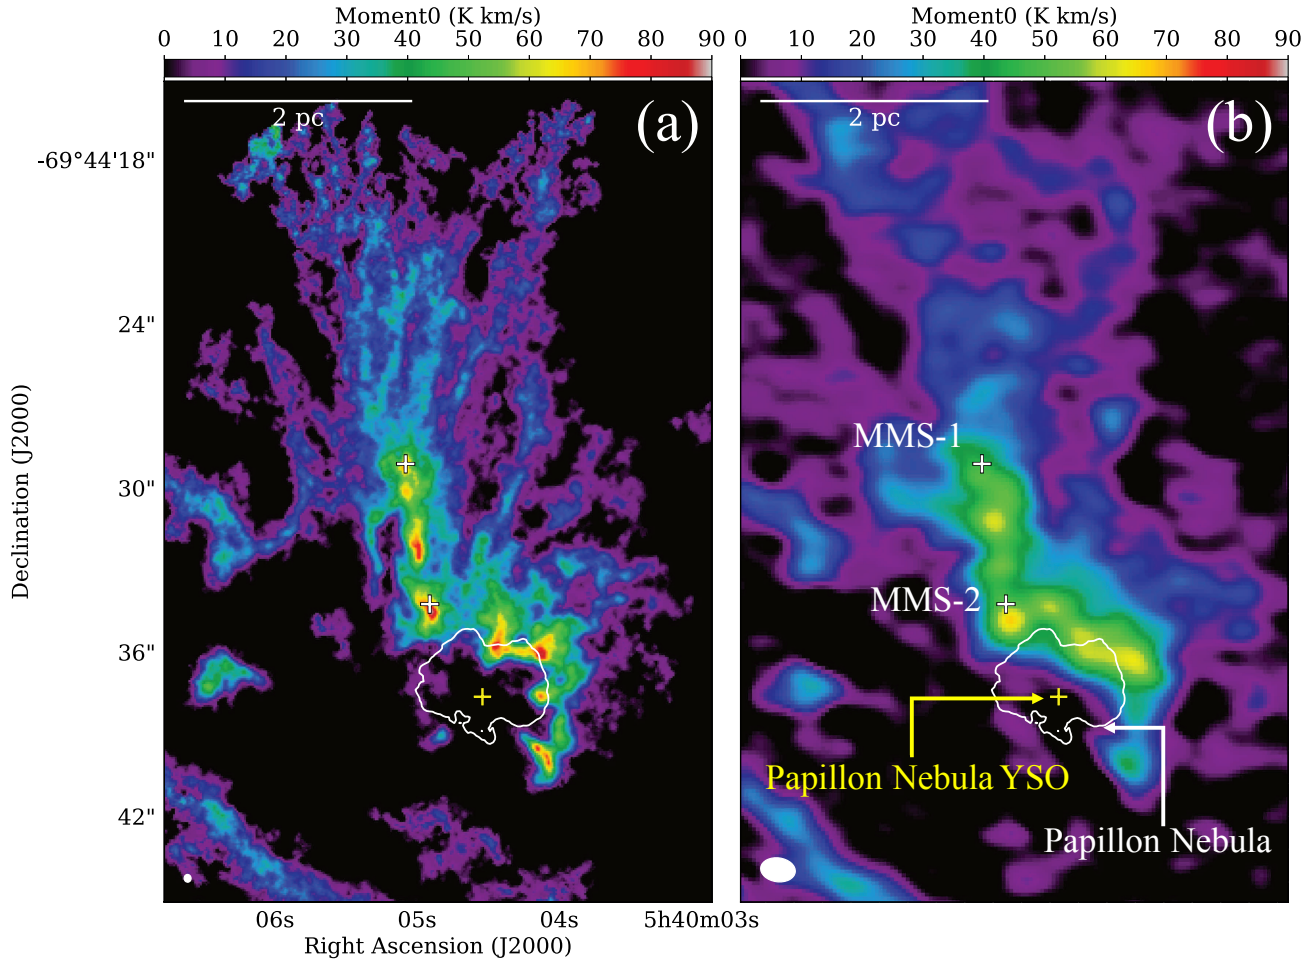 Moment0 (K km/s)
0 10 20 30 40 50 60 70 80 90
2 pc
(a)
-69°44'18"
24"
30"
36"
42"
Declination (J2000)
06s 05s 04s 5h40m03s
Right Ascension (J2000)
Moment0 (K km/s)
0 10 20 30 40 50 60 70 80 90
2 pc
(b)
MMS-1
MMS-2
Papillon Nebula YSO
Papillon Nebula